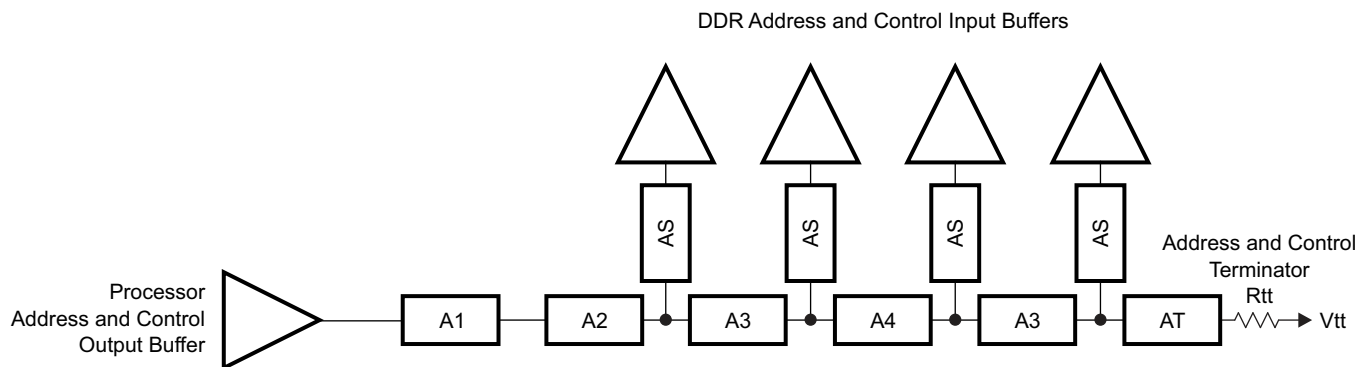 DDR Address and Control Input Buffers
AS
AS
AS
AS
Address and Control
Terminator
Rtt
Processor
Address and Control
Output Buffer
A1
A2
A3
A4
A3
AT
Vtt